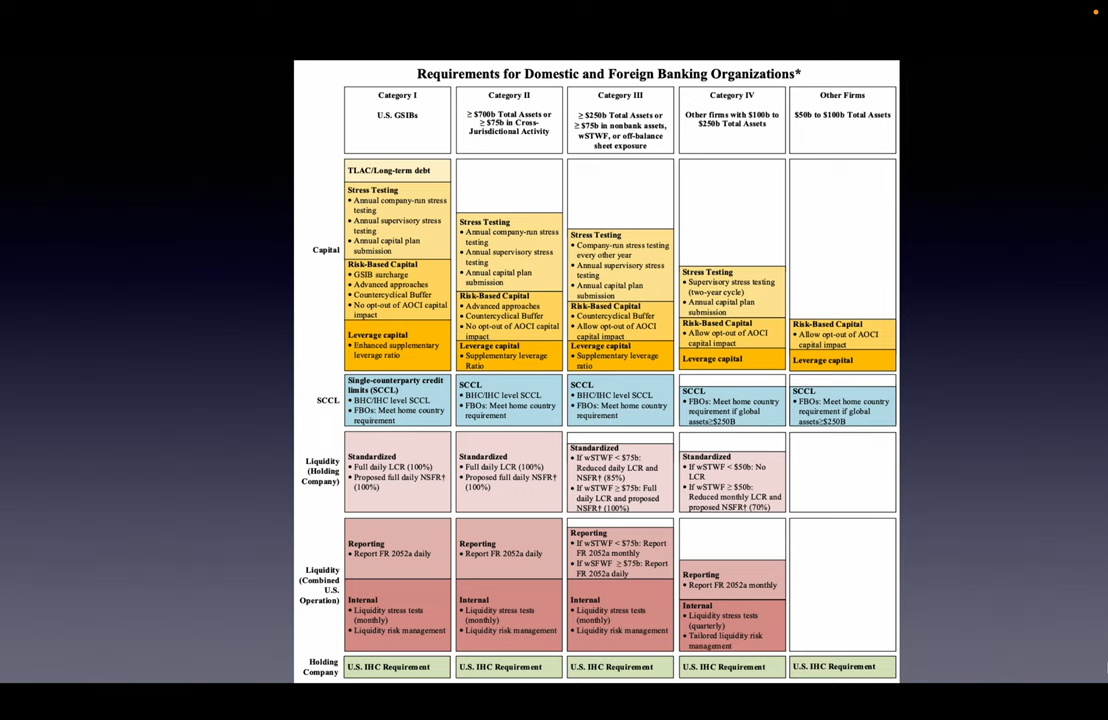 Requirements for Domestic and Foreign Banking Organizations*
Category I
U.S. GSIBs
Category II
≥ $700b Total Assets or
≥ $75b in Cross-
Jurisdictional Activity
Category III
≥ $250b Total Assets or
≥ $75b in nonbank assets,
wSTWF, or off-balance
sheet exposure
Category IV
Other firms with $100b to
$250b Total Assets
Other Firms
$50b to $100b Total Assets
Capital
TLAC/Long-term debt
Stress Testing
• Annual company-run stress
testing
• Annual supervisory stress
testing
• Annual capital plan
submission
Risk-Based Capital
• GSIB surcharge
• Advanced approaches
• Countercyclical Buffer
• No opt-out of AOCI capital
impact
Leverage capital
• Enhanced supplementary
leverage ratio
Stress Testing
• Annual company-run stress
testing
• Annual supervisory stress
testing
• Annual capital plan
submission
Risk-Based Capital
• Advanced approaches
• Countercyclical Buffer
• No opt-out of AOCI capital
impact
Leverage capital
• Supplementary Leverage
Ratio
Stress Testing
• Company-run stress testing
every other year
• Annual supervisory stress
testing
• Annual capital plan
submission
Risk-Based Capital
• Countercyclical Buffer
• Allow opt-out of AOCI
capital impact
Leverage capital
• Supplementary leverage
ratio
Stress Testing
• Supervisory stress testing
(two-year cycle)
• Annual capital plan
submission
Risk-Based Capital
• Allow opt-out of AOCI
capital impact
Leverage capital
Risk-Based Capital
• Allow opt-out of AOCI
capital impact
Leverage capital
SCCL
Single-counterparty credit
limits (SCCL)
• BHC/IHC level SCCL
• FBOs: Meet home country
requirement
SCCL
• BHC/IHC level SCCL
• FBOs: Meet home country
requirement
SCCL
• BHC/IHC level SCCL
• FBOs: Meet home country
requirement
SCCL
• FBOs: Meet home country
requirement if global
assets≥$250B
SCCL
• FBOs: Meet home country
requirement if global
assets≥$250B
Liquidity
(Holding
Company)
Standardized
• Full daily LCR (100%)
• Proposed full daily NSFR†
(100%)
Standardized
• Full daily LCR (100%)
• Proposed full daily NSFR†
(100%)
Standardized
• If wSTWF < $75b:
Reduced daily LCR and
NSFR† (85%)
• If wSTWF ≥ $75b: Full
daily LCR and proposed
NSFR† (100%)
Standardized
• If wSTWF < $50b: No
LCR
• If wSTWF ≥ $50b:
Reduced monthly LCR and
proposed NSFR† (70%)
Liquidity
(Combined
U.S.
Operation)
Reporting
• Report FR 2052a daily
Internal
• Liquidity stress tests
(monthly)
• Liquidity risk management
Reporting
• Report FR 2052a daily
Internal
• Liquidity stress tests
(monthly)
• Liquidity risk management
Reporting
• If wSTWF < $75b: Report
FR 2052a monthly
• If wSFWF ≥ $75b: Report
FR 2052a daily
Internal
• Liquidity stress tests
(monthly)
• Liquidity risk management
Reporting
• Report FR 2052a monthly
Internal
• Liquidity stress tests
(quarterly)
• Tailored liquidity risk
management
Holding
Company
U.S. IHC Requirement
U.S. IHC Requirement
U.S. IHC Requirement
U.S. IHC Requirement
U.S. IHC Requirement